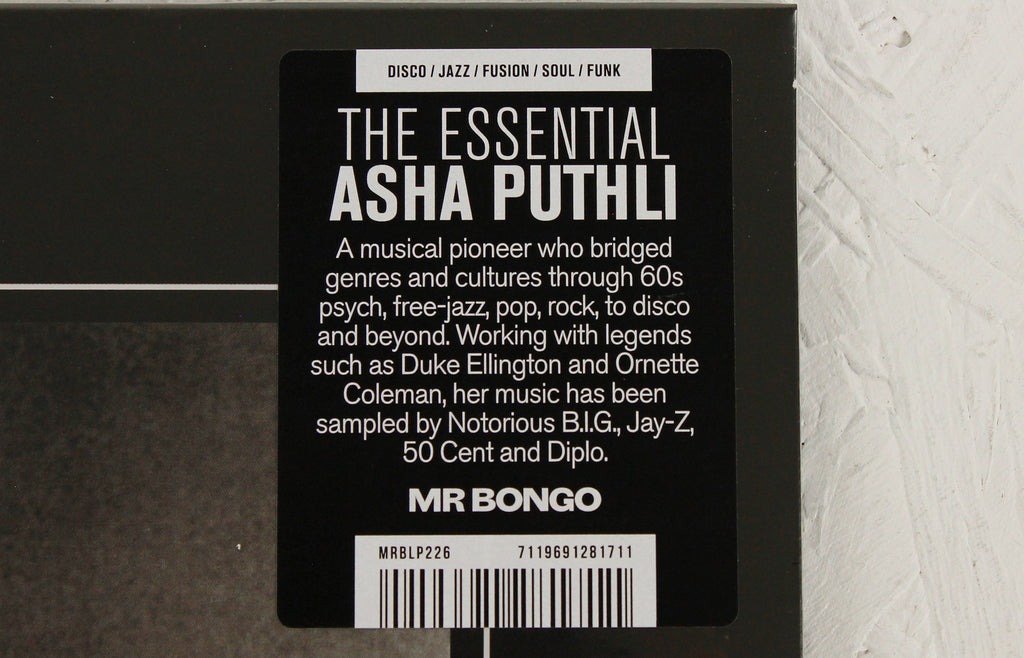 DISCO / JAZZ / FUSION / SOUL / FUNK
THE ESSENTIAL
ASHA PUTHLI
A musical pioneer who bridged
genres and cultures through 60s
psych, free-jazz, pop, rock, to disco
and beyond. Working with legends
such as Duke Ellington and Ornette
Coleman, her music has been
sampled by Notorious B.I.G., Jay-Z,
50 Cent and Diplo.
MR BONGO
MRBLP226 7119691281711